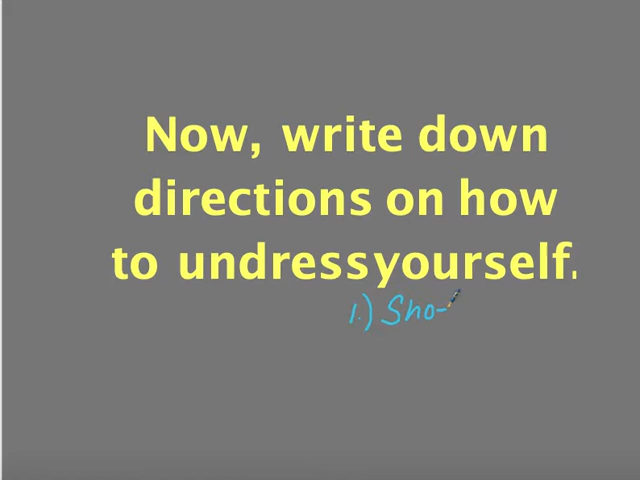 Now, write down
directions on how
to undress yourself.
1.) Sho